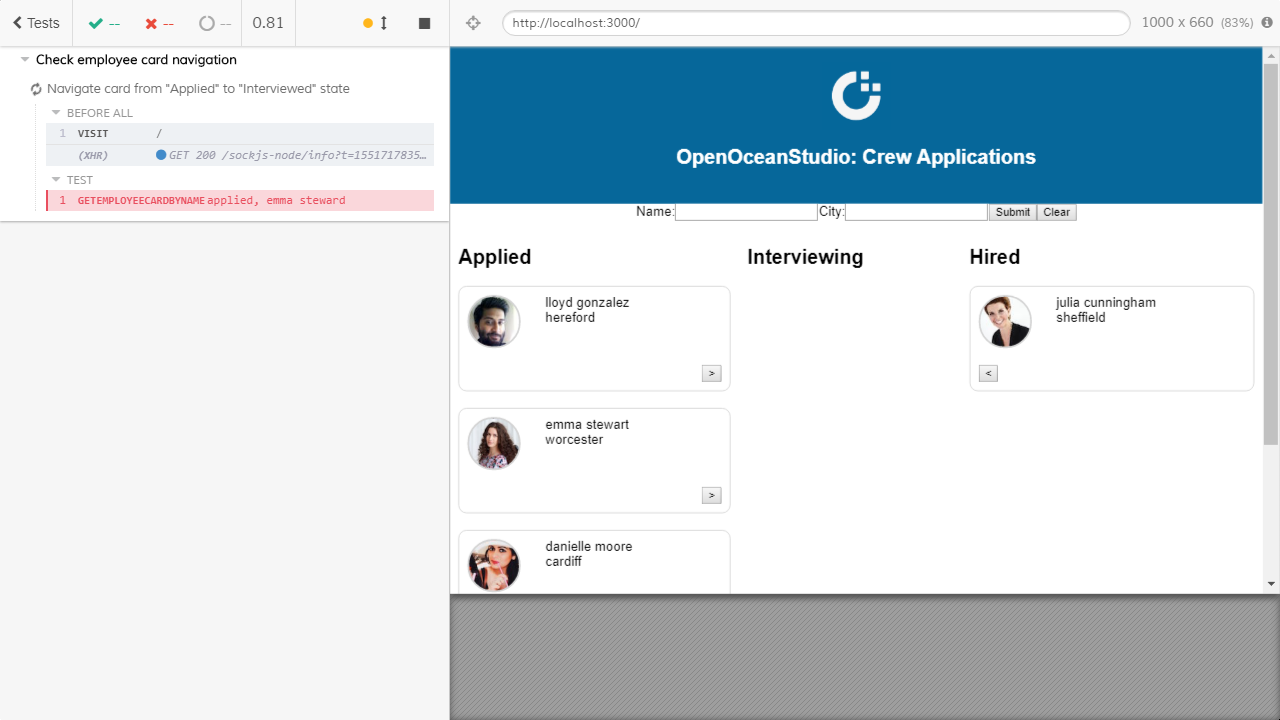 Tests
--
--
--
0.81
http://localhost:3000/
1000 x 660 (83%)
Check employee card navigation
Navigate card from "Applied" to "Interviewed" state
BEFORE ALL
1 VISIT /
(XHR) GET 200 /sockjs-node/info?t=1551717835…
TEST
1 GETEMPLOYEECARDBYNAME applied, emma steward
OpenOceanStudio: Crew Applications
Name: City: Submit Clear
Applied Interviewing Hired
lloyd gonzalez
hereford
>
julia cunningham
sheffield
<
emma stewart
worcester
>
danielle moore
cardiff